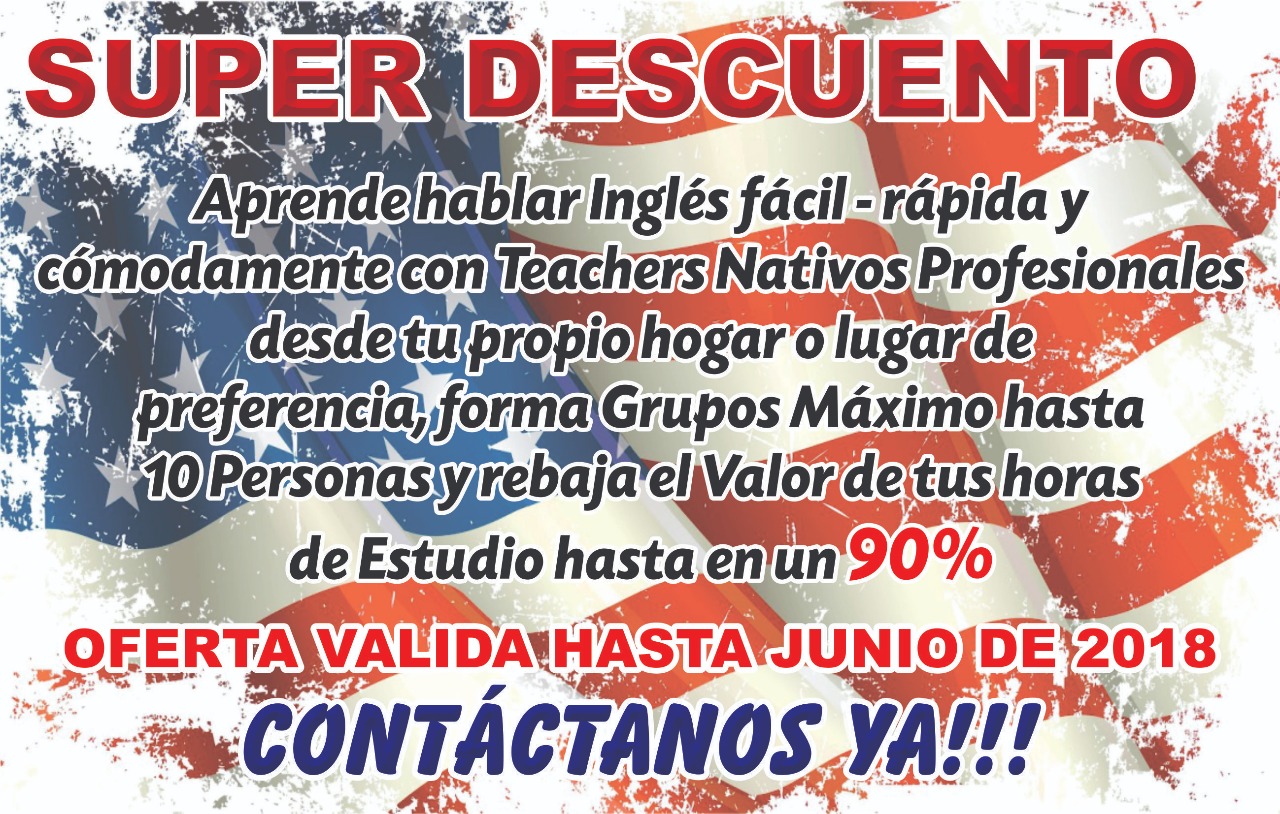 SUPER DESCUENTO
Aprende hablar Inglés fácil - rápida y
cómodamente con Teachers Nativos Profesionales
desde tu propio hogar o lugar de
preferencia, forma Grupos Máximo hasta
10 Personas y rebaja el Valor de tus horas
de Estudio hasta en un 90%
OFERTA VALIDA HASTA JUNIO DE 2018
CONTÁCTANOS YA!!!